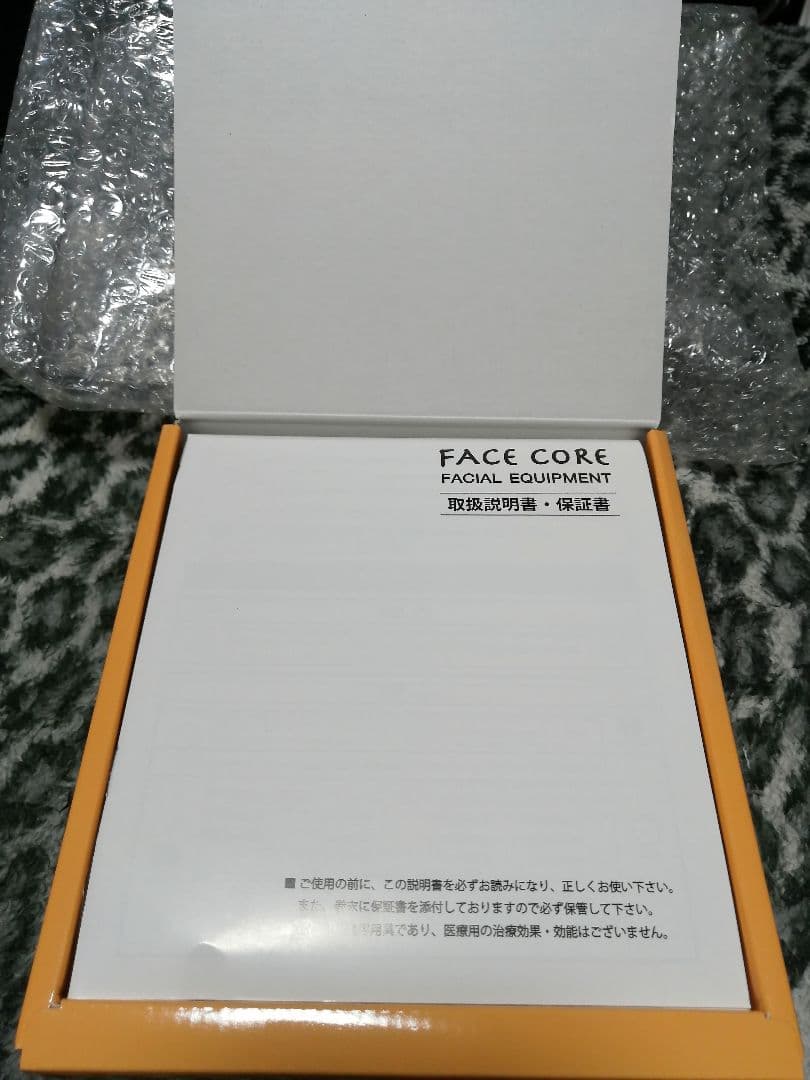 FACE CORE
FACIAL EQUIPMENT
取扱説明書・保証書
■ご使用の前に、この説明書を必ずお読みになり、正しくお使い下さい。
また、巻末に保証書を添付しておりますので必ず保管して下さい。
用具であり、医療用の治療効果・効能はございません。